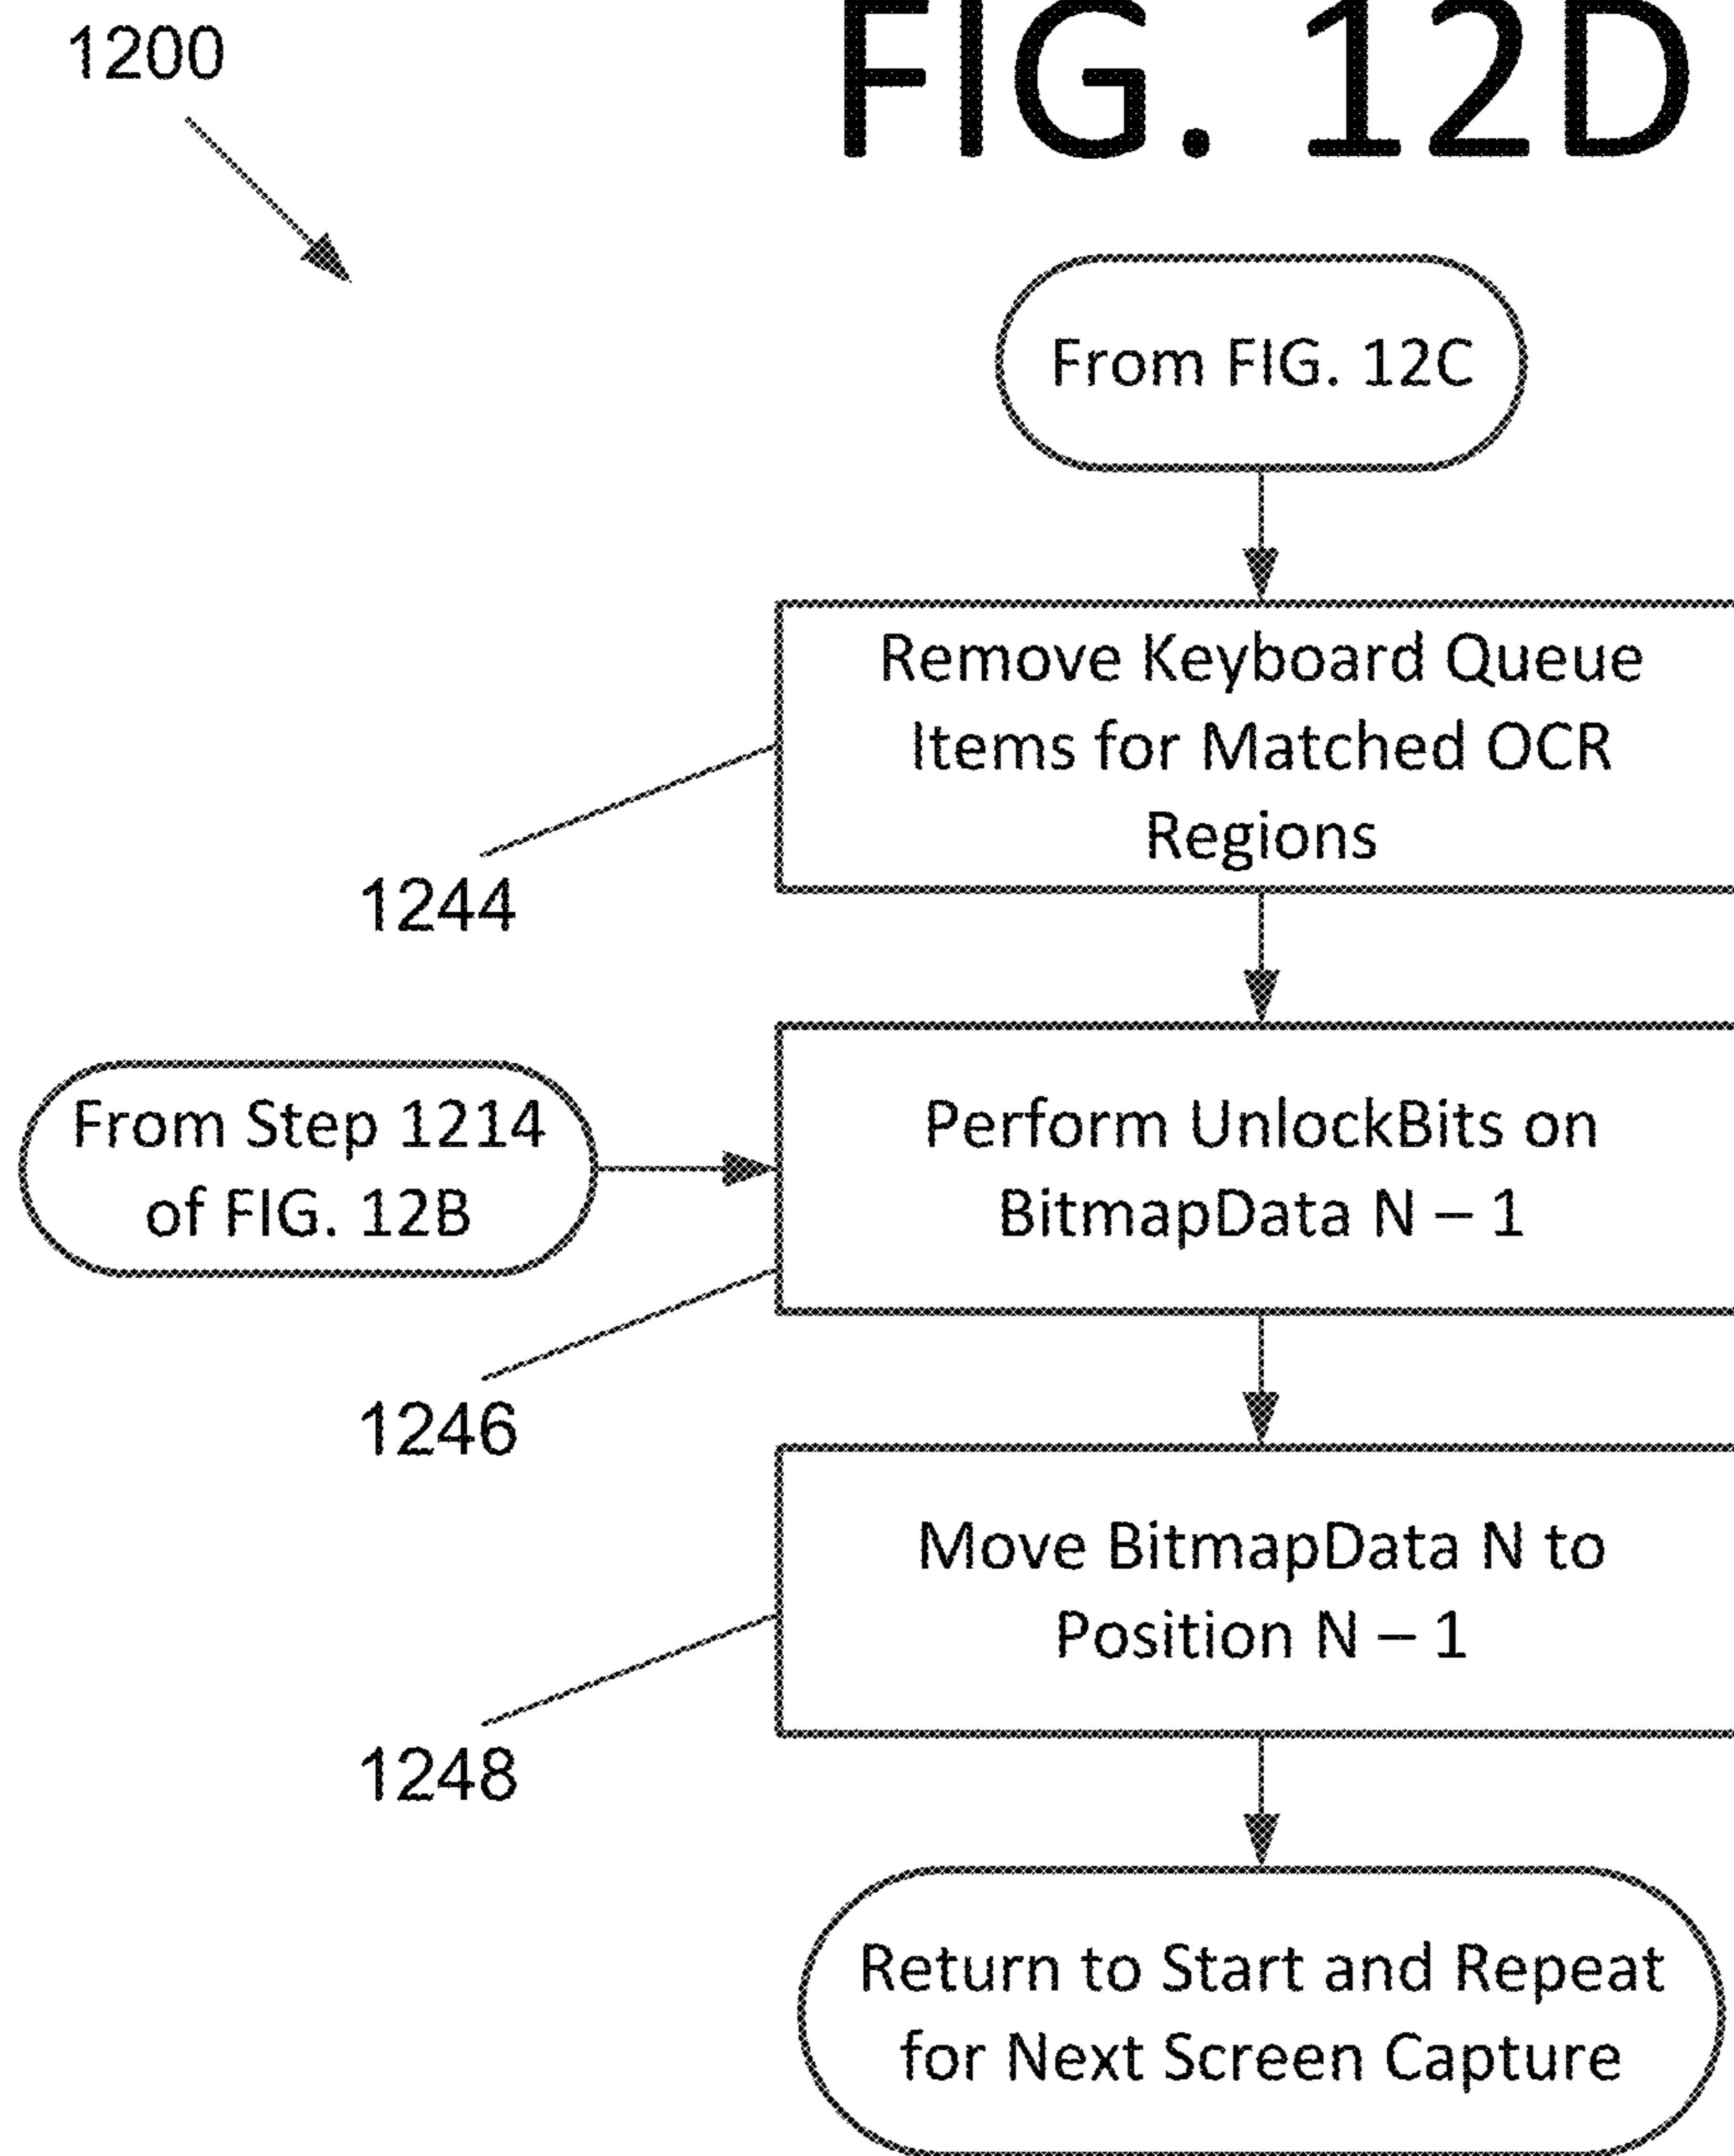 1200
FIG. 12D
From FIG. 12C
Remove Keyboard Queue
Items for Matched OCR
Regions
1244
From Step 1214
of FIG. 12B
Perform UnlockBits on
BitmapData N – 1
1246
Move BitmapData N to
Position N – 1
1248
Return to Start and Repeat
for Next Screen Capture